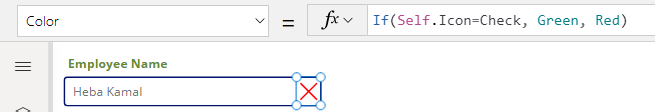 Color = fx If(Self.Icon=Check, Green, Red)
Employee Name
Heba Kamal